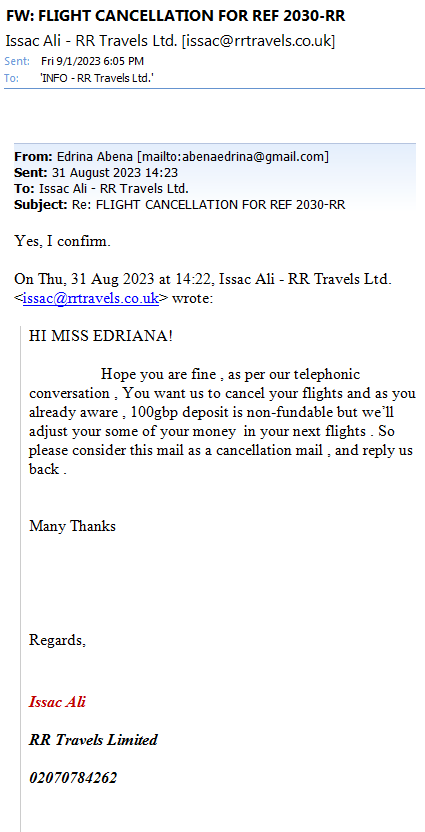 FW: FLIGHT CANCELLATION FOR REF 2030-RR
Issac Ali - RR Travels Ltd. [issac@rrtravels.co.uk]
Sent: Fri 9/1/2023 6:05 PM
To: 'INFO - RR Travels Ltd.'
From: Edrina Abena [mailto:abenaedrina@gmail.com]
Sent: 31 August 2023 14:23
To: Issac Ali - RR Travels Ltd.
Subject: Re: FLIGHT CANCELLATION FOR REF 2030-RR
Yes, I confirm.
On Thu, 31 Aug 2023 at 14:22, Issac Ali - RR Travels Ltd.
<issac@rrtravels.co.uk> wrote:
HI MISS EDRIANA!
Hope you are fine , as per our telephonic
conversation , You want us to cancel your flights and as you
already aware , 100gbp deposit is non-fundable but we’ll
adjust your some of your money  in your next flights . So
please consider this mail as a cancellation mail , and reply us
back .
Many Thanks
Regards,
Issac Ali
RR Travels Limited
02070784262